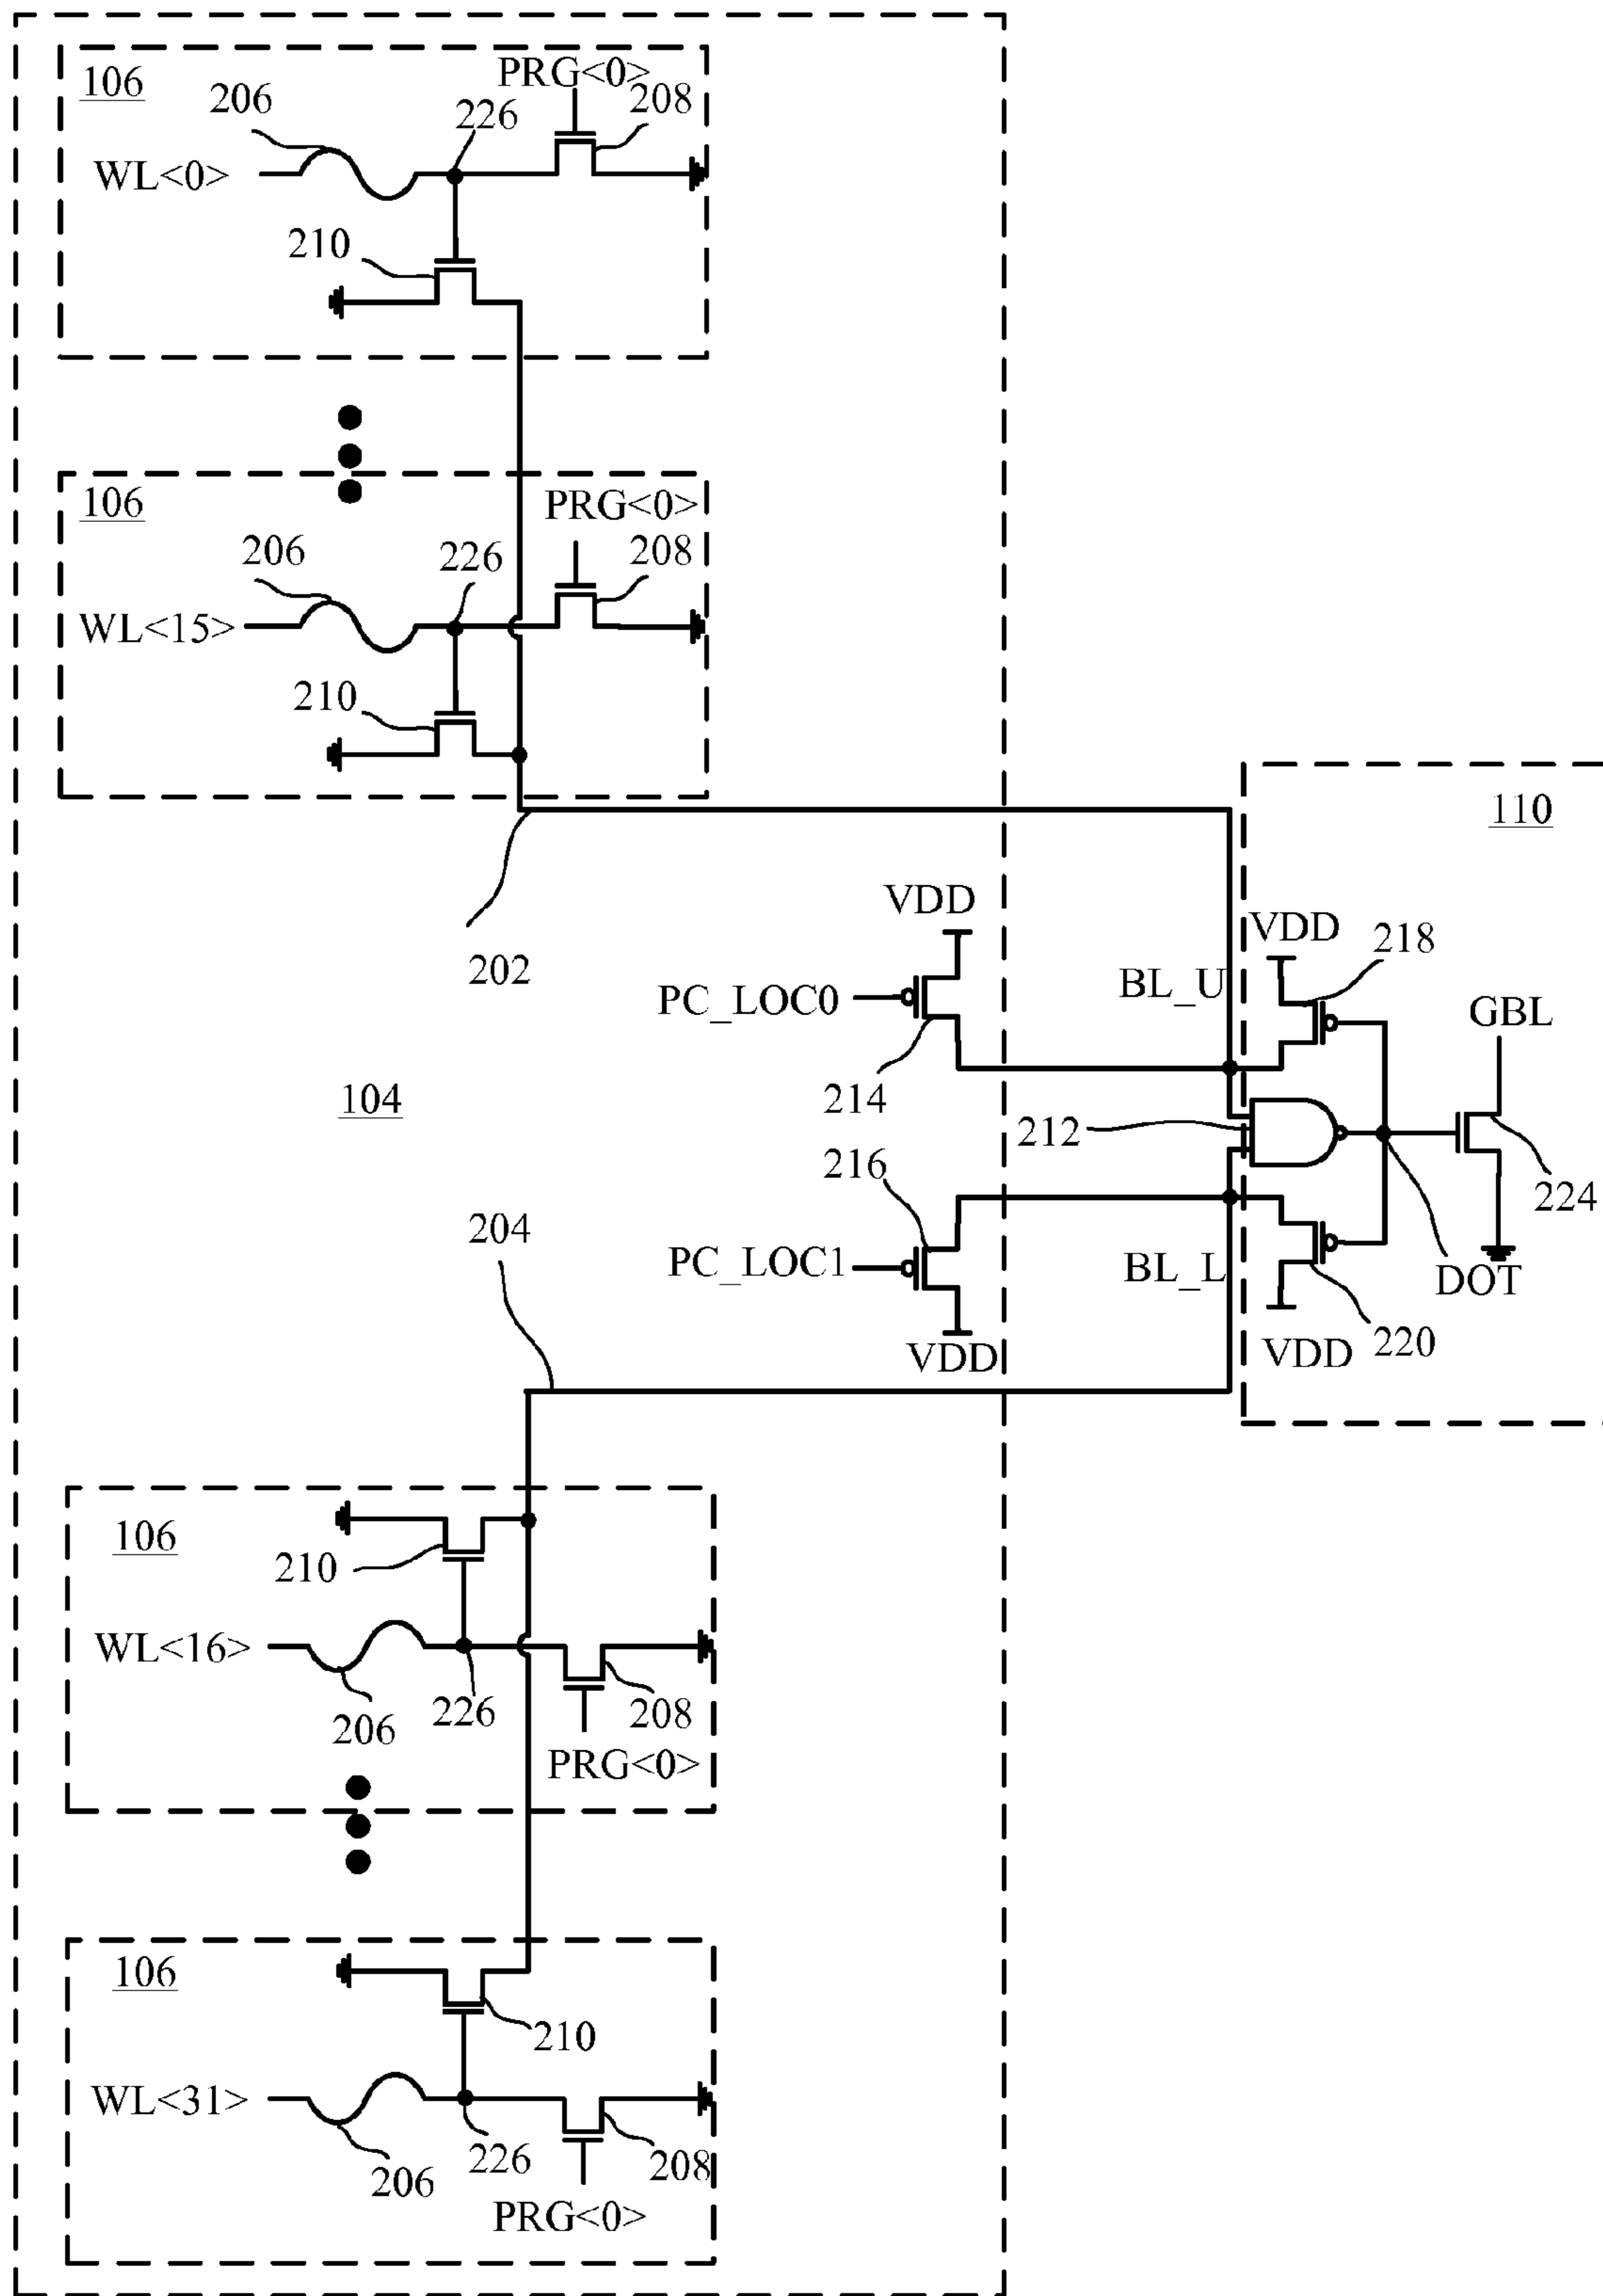 106
PRG<0>
206
226
208
WL<0>
210
106
PRG<0>
206
226
208
WL<15>
210
110
202
VDD
VDD
218
PC_LOC0
BL_U
GBL
104
214
212
216
224
204
PC_LOC1
BL_L
DOT
VDD
VDD
220
106
210
WL<16>
206
226
208
PRG<0>
106
210
WL<31>
206
226
208
PRG<0>